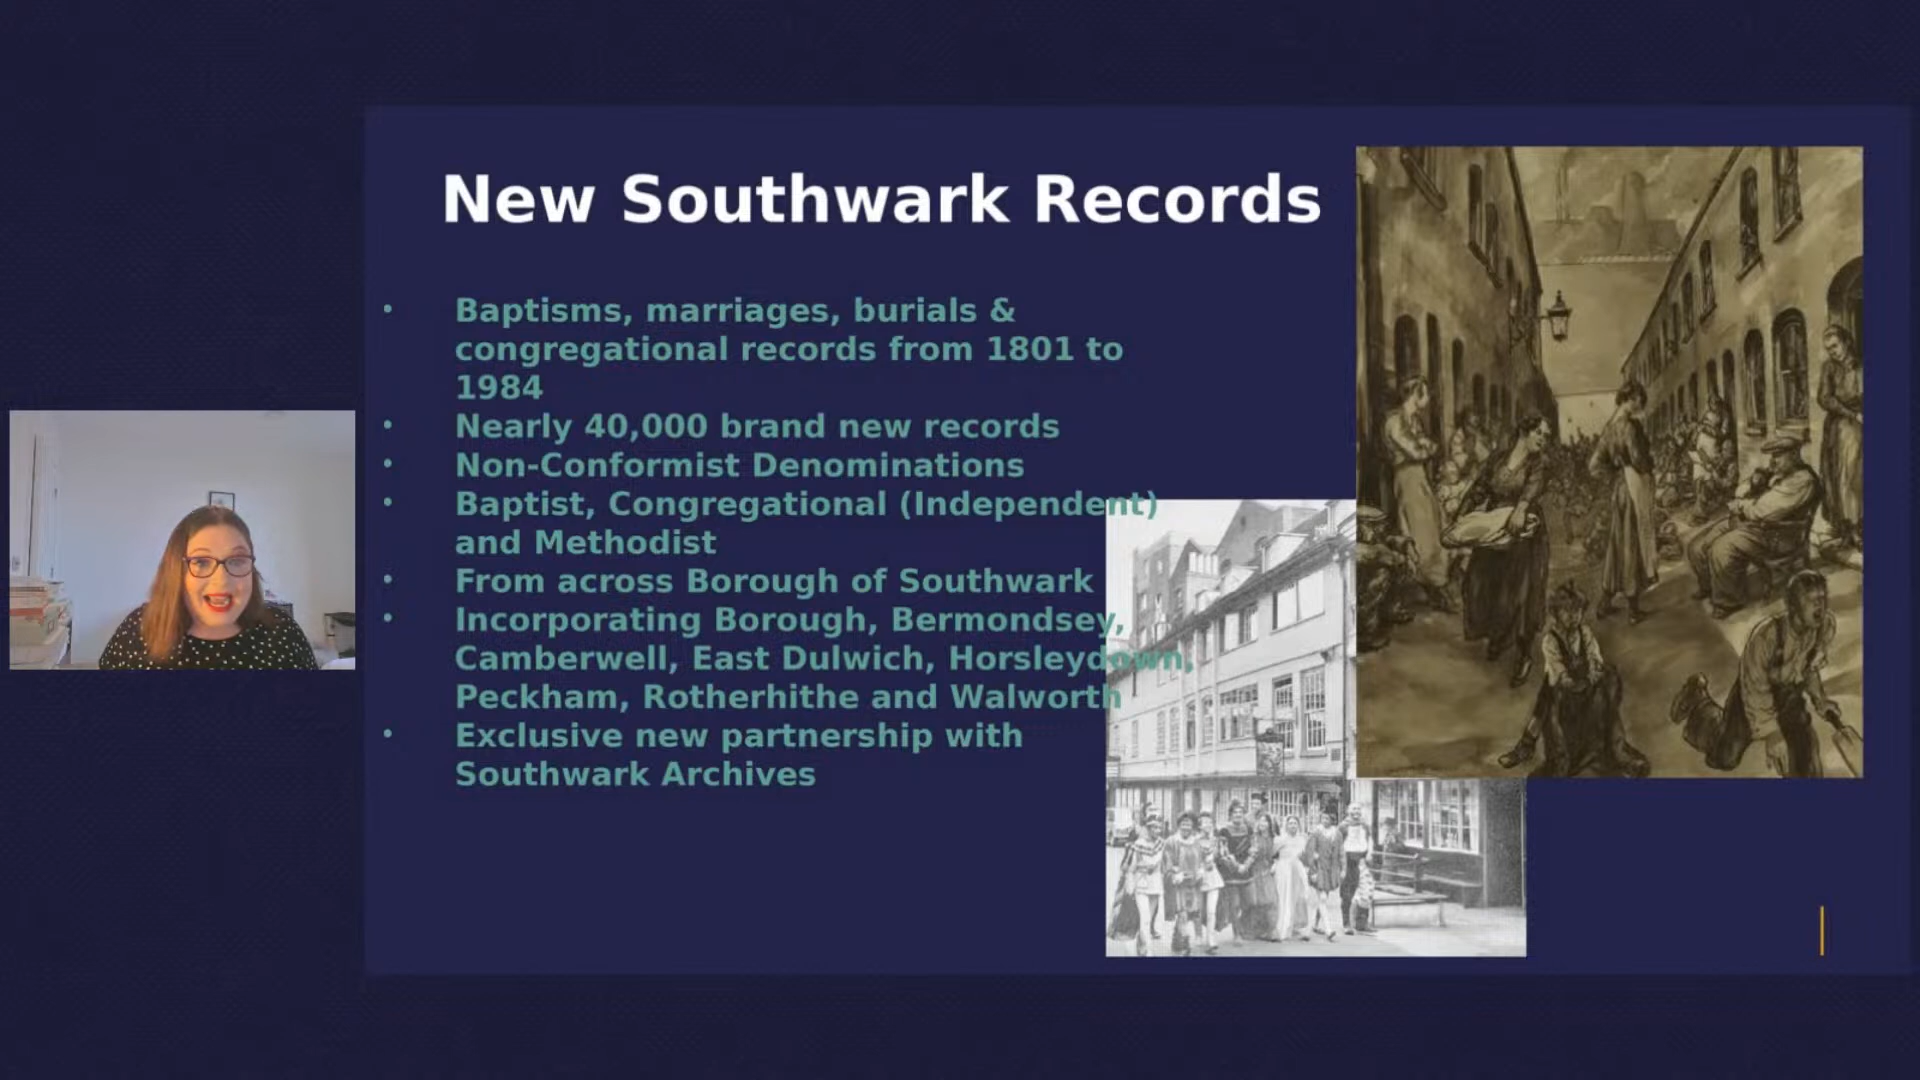 New Southwark Records
• Baptisms, marriages, burials &
congregational records from 1801 to
1984
• Nearly 40,000 brand new records
• Non-Conformist Denominations
• Baptist, Congregational (Independent)
and Methodist
• From across Borough of Southwark
• Incorporating Borough, Bermondsey,
Camberwell, East Dulwich, Horsleydown,
Peckham, Rotherhithe and Walworth
• Exclusive new partnership with
Southwark Archives